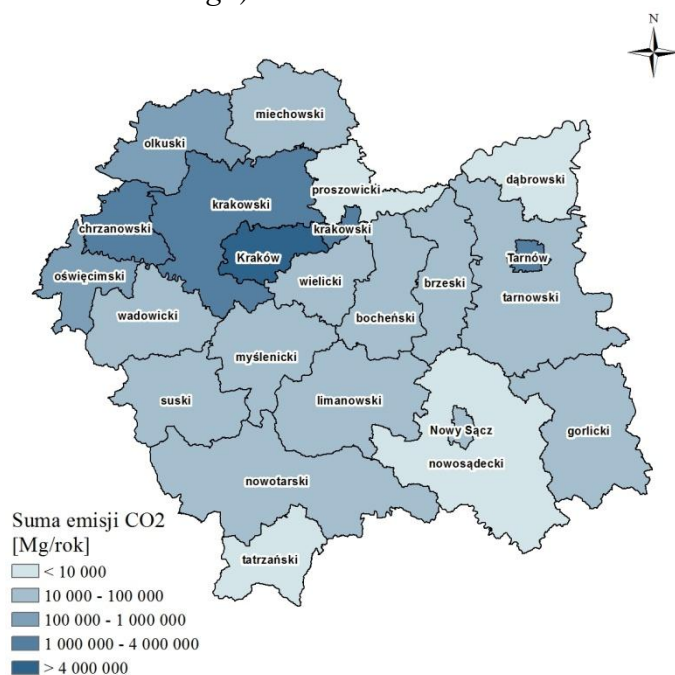 N
miechowski
olkuski
dąbrowski
proszowicki
krakowski
chrzanowski
krakowski
Kraków
Tarnów
oświęcimski
wielicki
brzeski
tarnowski
wadowicki
bocheński
myślenicki
suski
limanowski
Nowy Sącz
gorlicki
nowosądecki
nowotarski
tatrzański
Suma emisji CO2
[Mg/rok]
< 10 000
10 000 - 100 000
100 000 - 1 000 000
1 000 000 - 4 000 000
> 4 000 000